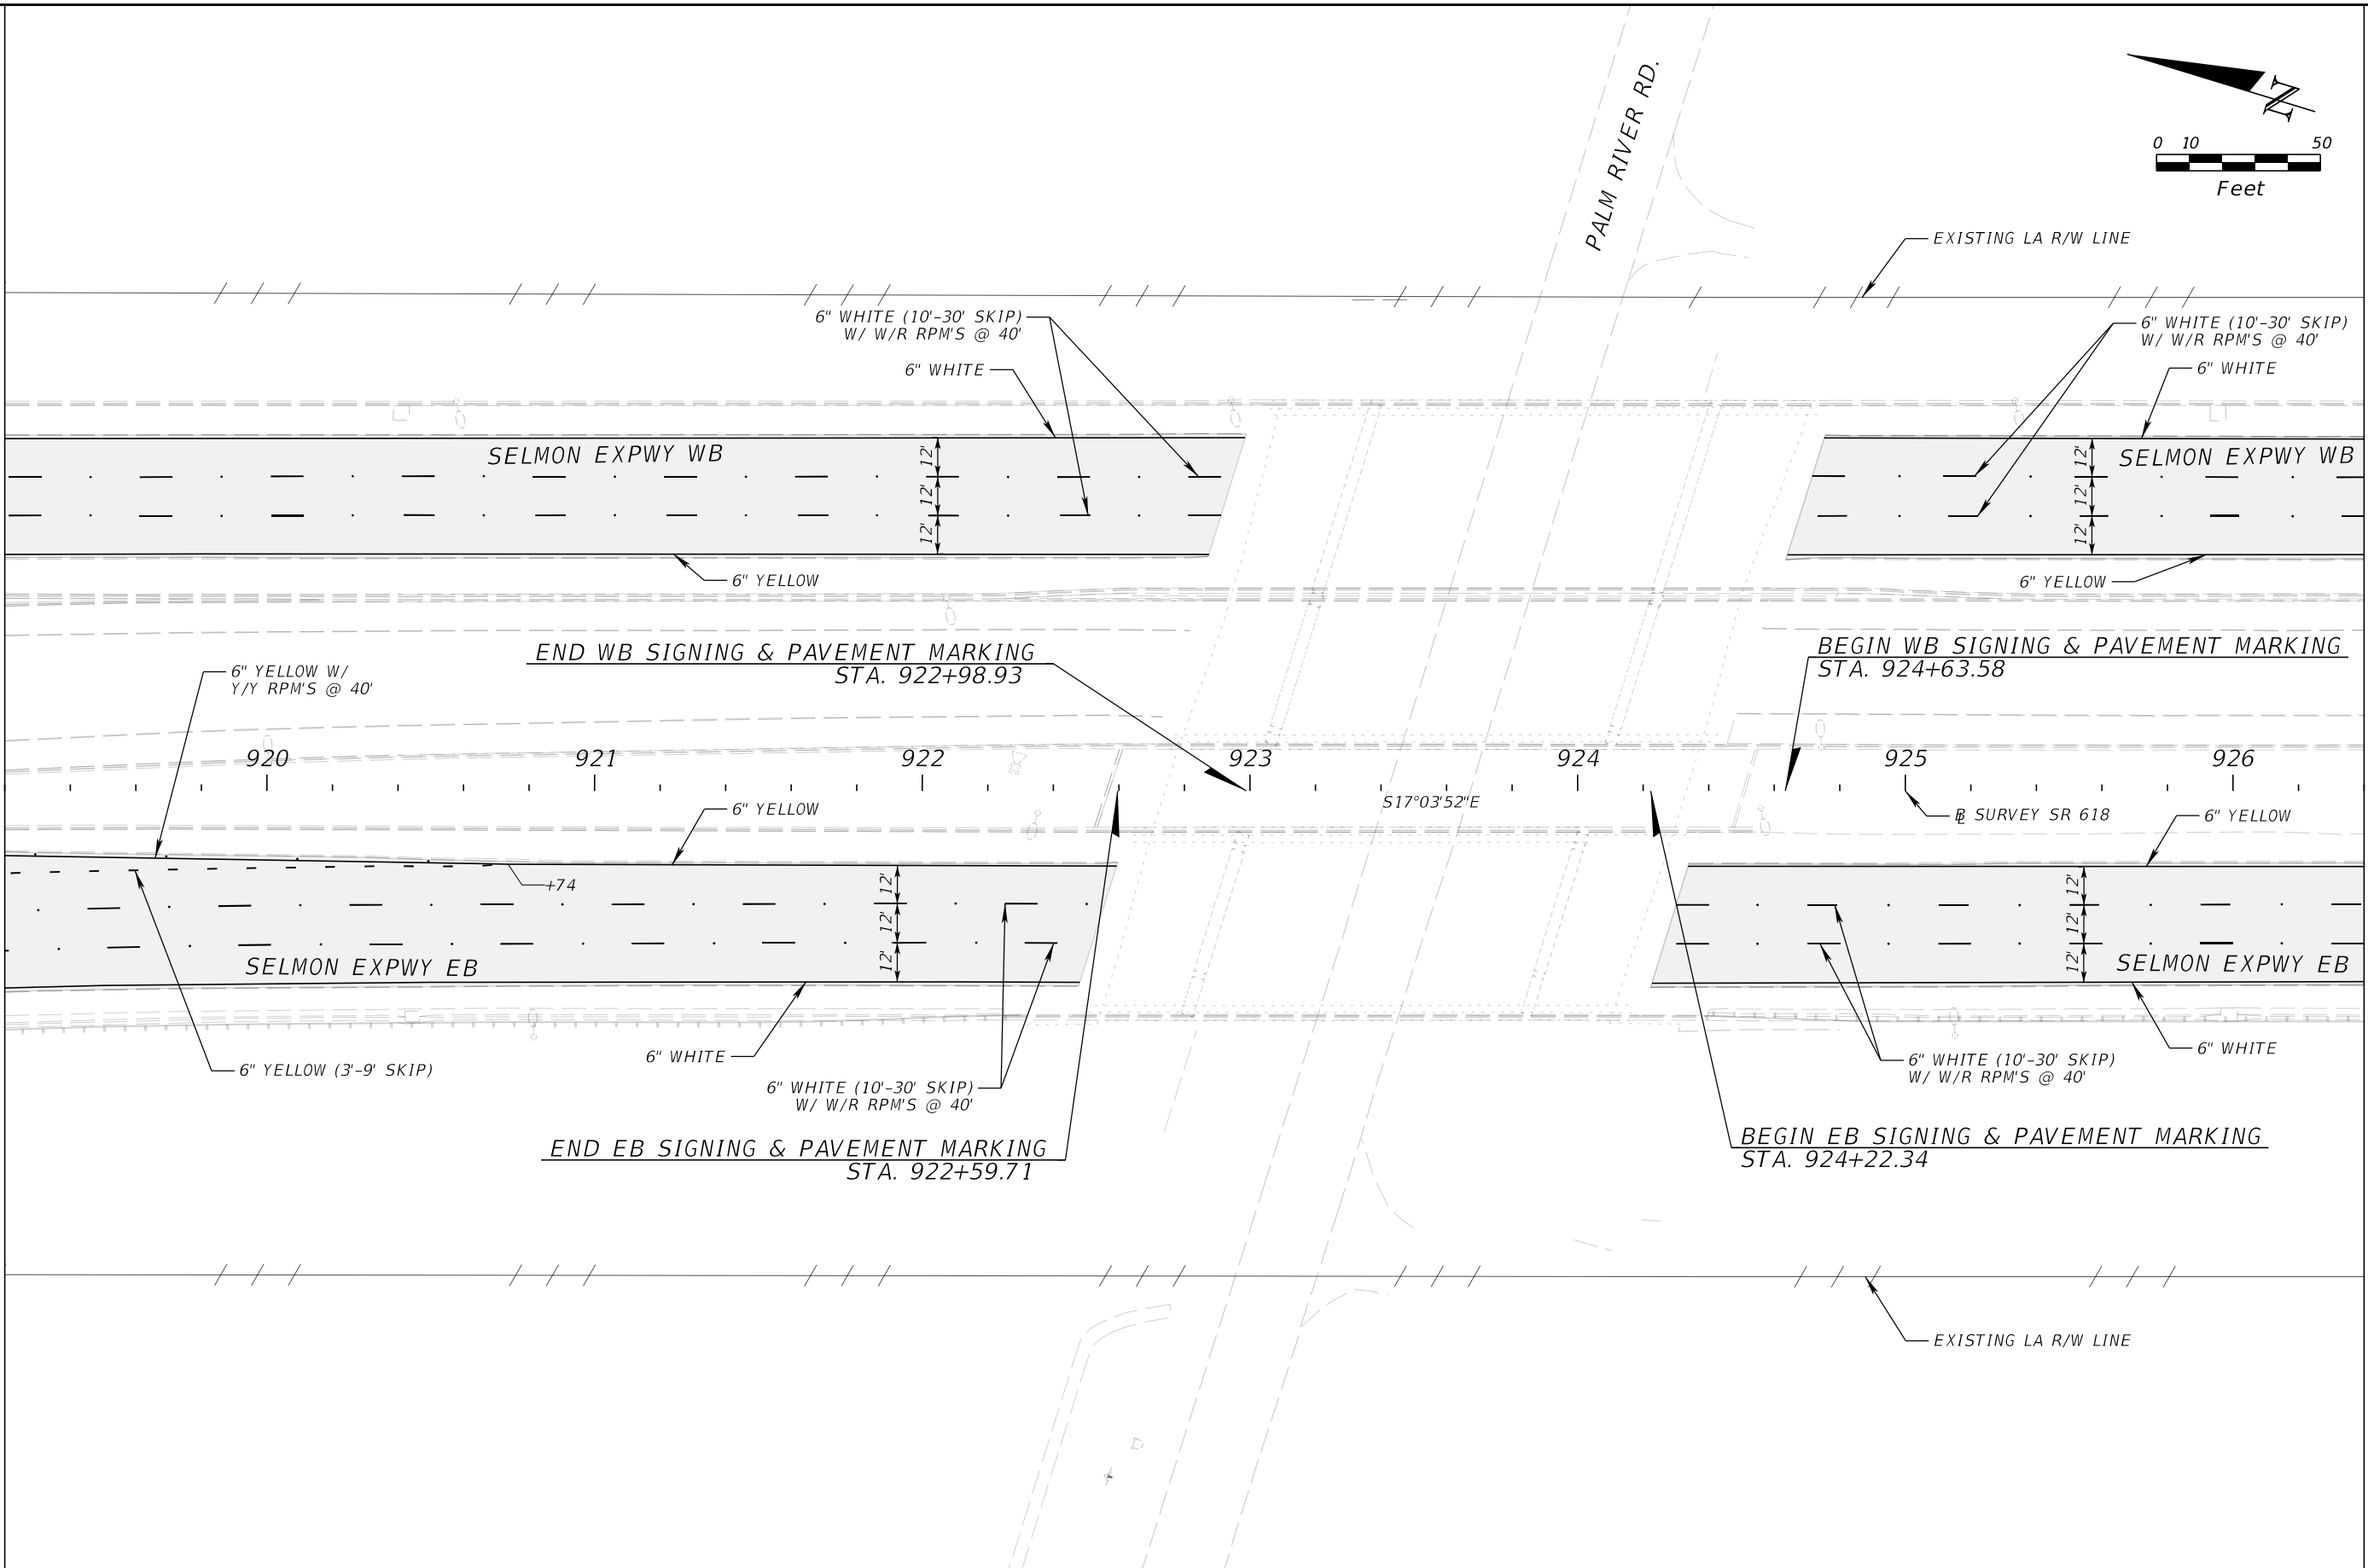 PALM RIVER RD.
N
0 10 50
Feet
EXISTING LA R/W LINE
6" WHITE (10'-30' SKIP)
W/ W/R RPM'S @ 40'
6" WHITE
6" WHITE (10'-30' SKIP)
W/ W/R RPM'S @ 40'
6" WHITE
SELMON EXPWY WB
12'
12'
12'
SELMON EXPWY WB
12'
12'
12'
6" YELLOW
6" YELLOW
END WB SIGNING & PAVEMENT MARKING
STA. 922+98.93
BEGIN WB SIGNING & PAVEMENT MARKING
STA. 924+63.58
6" YELLOW W/
Y/Y RPM'S @ 40'
920 921 922 923 924 925 926
S17°03'52"E
6" YELLOW
BL SURVEY SR 618
6" YELLOW
+74
12'
12'
12'
12'
12'
12'
SELMON EXPWY EB
SELMON EXPWY EB
6" YELLOW (3'-9' SKIP)
6" WHITE
6" WHITE (10'-30' SKIP)
W/ W/R RPM'S @ 40'
6" WHITE (10'-30' SKIP)
W/ W/R RPM'S @ 40'
6" WHITE
END EB SIGNING & PAVEMENT MARKING
STA. 922+59.71
BEGIN EB SIGNING & PAVEMENT MARKING
STA. 924+22.34
EXISTING LA R/W LINE